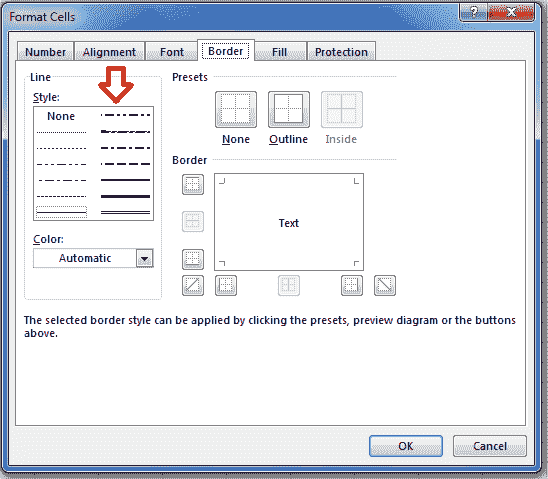 Format Cells
Number Alignment Font Border Fill Protection
Line
Style:
None
Color:
Automatic
Presets
None Outline Inside
Border
Text
The selected border style can be applied by clicking the presets, preview diagram or the buttons
above.
OK Cancel